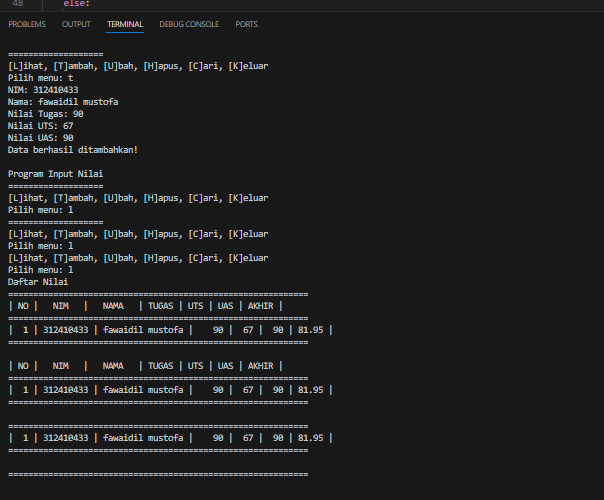 48 else:
PROBLEMS OUTPUT TERMINAL DEBUG CONSOLE PORTS
===================
[L]ihat, [T]ambah, [U]bah, [H]apus, [C]ari, [K]eluar
Pilih menu: t
NIM: 312410433
Nama: fawaidil mustofa
Nilai Tugas: 90
Nilai UTS: 67
Nilai UAS: 90
Data berhasil ditambahkan!
Program Input Nilai
===================
[L]ihat, [T]ambah, [U]bah, [H]apus, [C]ari, [K]eluar
Pilih menu: l
===================
[L]ihat, [T]ambah, [U]bah, [H]apus, [C]ari, [K]eluar
Pilih menu: l
[L]ihat, [T]ambah, [U]bah, [H]apus, [C]ari, [K]eluar
Pilih menu: l
Daftar Nilai
============================================================
| NO |   NIM   |   NAMA   | TUGAS | UTS | UAS | AKHIR |
============================================================
|  1 | 312410433 | fawaidil mustofa |    90 |  67 |  90 | 81.95 |
============================================================
| NO |   NIM   |   NAMA   | TUGAS | UTS | UAS | AKHIR |
============================================================
|  1 | 312410433 | fawaidil mustofa |    90 |  67 |  90 | 81.95 |
============================================================
============================================================
|  1 | 312410433 | fawaidil mustofa |    90 |  67 |  90 | 81.95 |
============================================================
============================================================